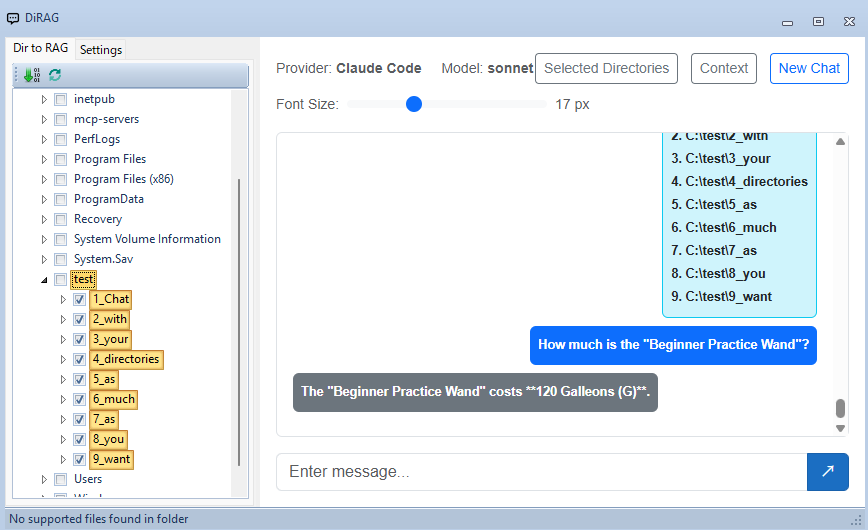 DiRAG
Dir to RAG
Settings
inetpub
mcp-servers
PerfLogs
Program Files
Program Files (x86)
ProgramData
Recovery
System Volume Information
System.Sav
test
1_Chat
2_with
3_your
4_directories
5_as
6_much
7_as
8_you
9_want
Users
Provider: Claude Code Model: sonnet
Selected Directories
Context
New Chat
Font Size: 17 px
2. C:\test\2_with
3. C:\test\3_your
4. C:\test\4_directories
5. C:\test\5_as
6. C:\test\6_much
7. C:\test\7_as
8. C:\test\8_you
9. C:\test\9_want
How much is the "Beginner Practice Wand"?
The "Beginner Practice Wand" costs **120 Galleons (G)**.
Enter message...
No supported files found in folder